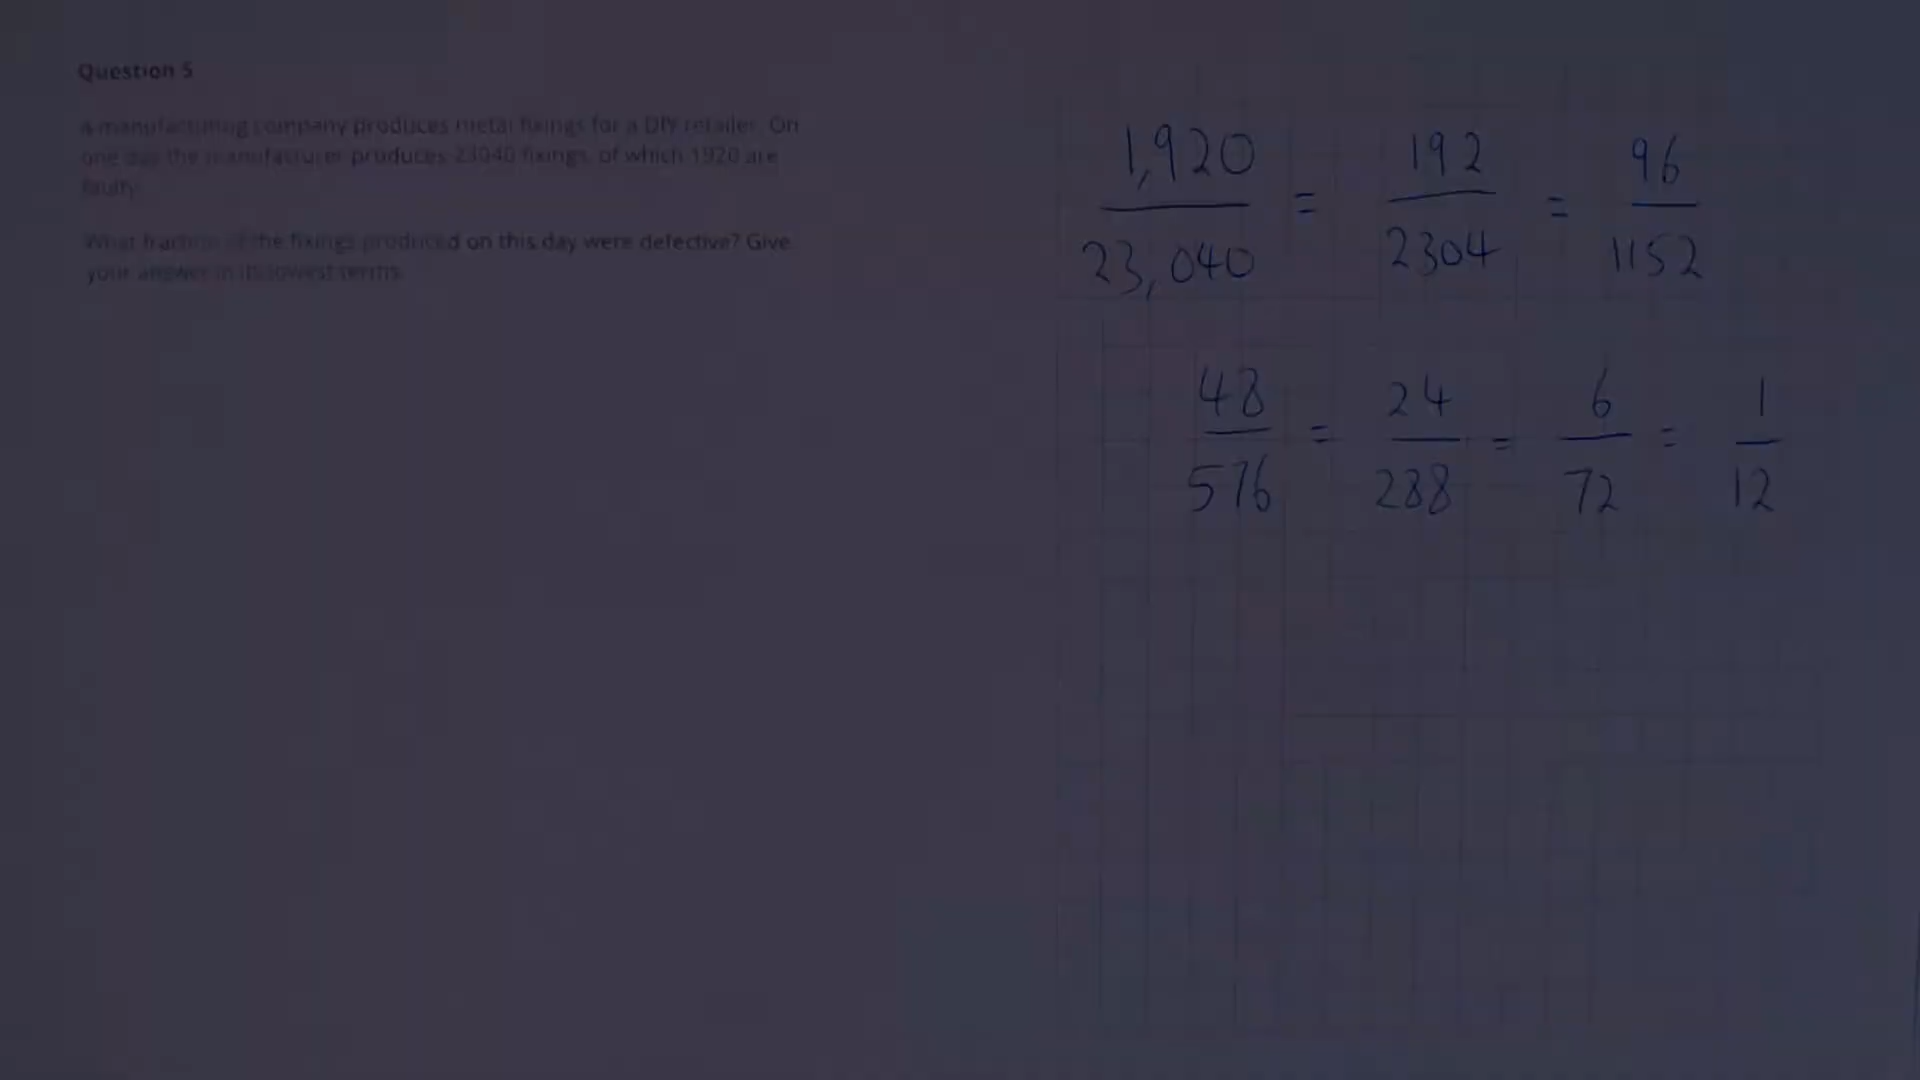 Question 5
A manufacturing company produces metal fixings for a DIY retailer. On
one day the manufacturer produces 23040 fixings, of which 1920 are
faulty.
What fraction of the fixings produced on this day were defective? Give
your answer in its lowest terms.
1,920/23,040 = 192/2304 = 96/1152
48/576 = 24/288 = 6/72 = 1/12